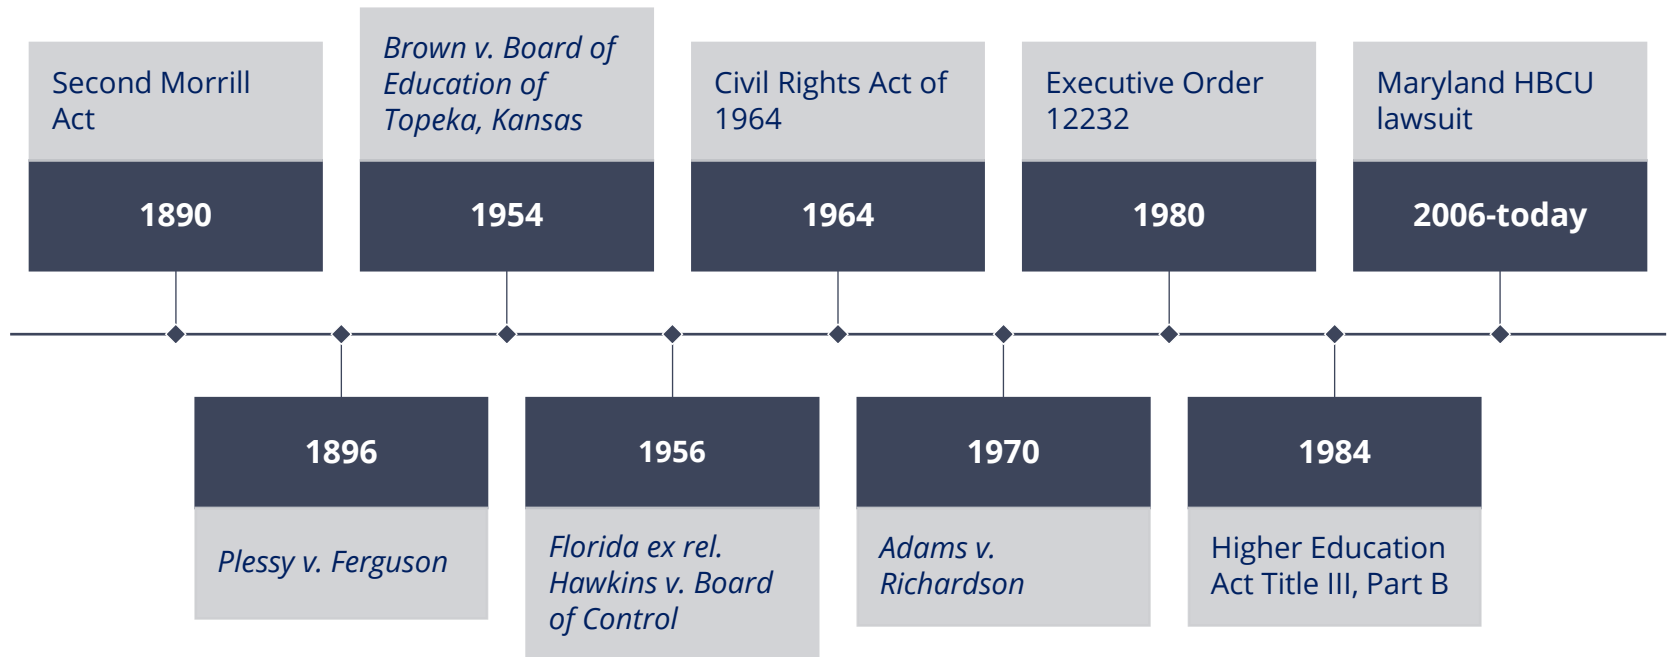 Second Morrill
Act
1890
Brown v. Board of
Education of
Topeka, Kansas
1954
Civil Rights Act of
1964
1964
Executive Order
12232
1980
Maryland HBCU
lawsuit
2006-today
1896
Plessy v. Ferguson
1956
Florida ex rel.
Hawkins v. Board
of Control
1970
Adams v.
Richardson
1984
Higher Education
Act Title III, Part B